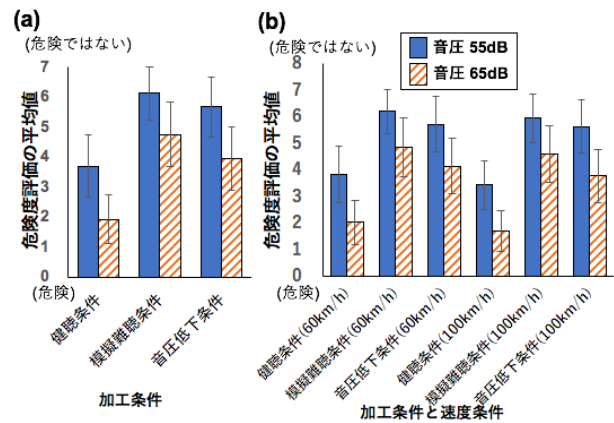 (a)
(危険ではない)
危険度評価の平均値
7
6
5
4
3
2
1
0
(危険)
健聴条件
模擬難聴条件
音圧低下条件
加工条件
(b)
(危険ではない)
音圧 55dB
音圧 65dB
危険度評価の平均値
8
7
6
5
4
3
2
1
0
(危険)
健聴条件(60km/h)
模擬難聴条件(60km/h)
音圧低下条件(60km/h)
健聴条件(100km/h)
模擬難聴条件(100km/h)
音圧低下条件(100km/h)
加工条件と速度条件